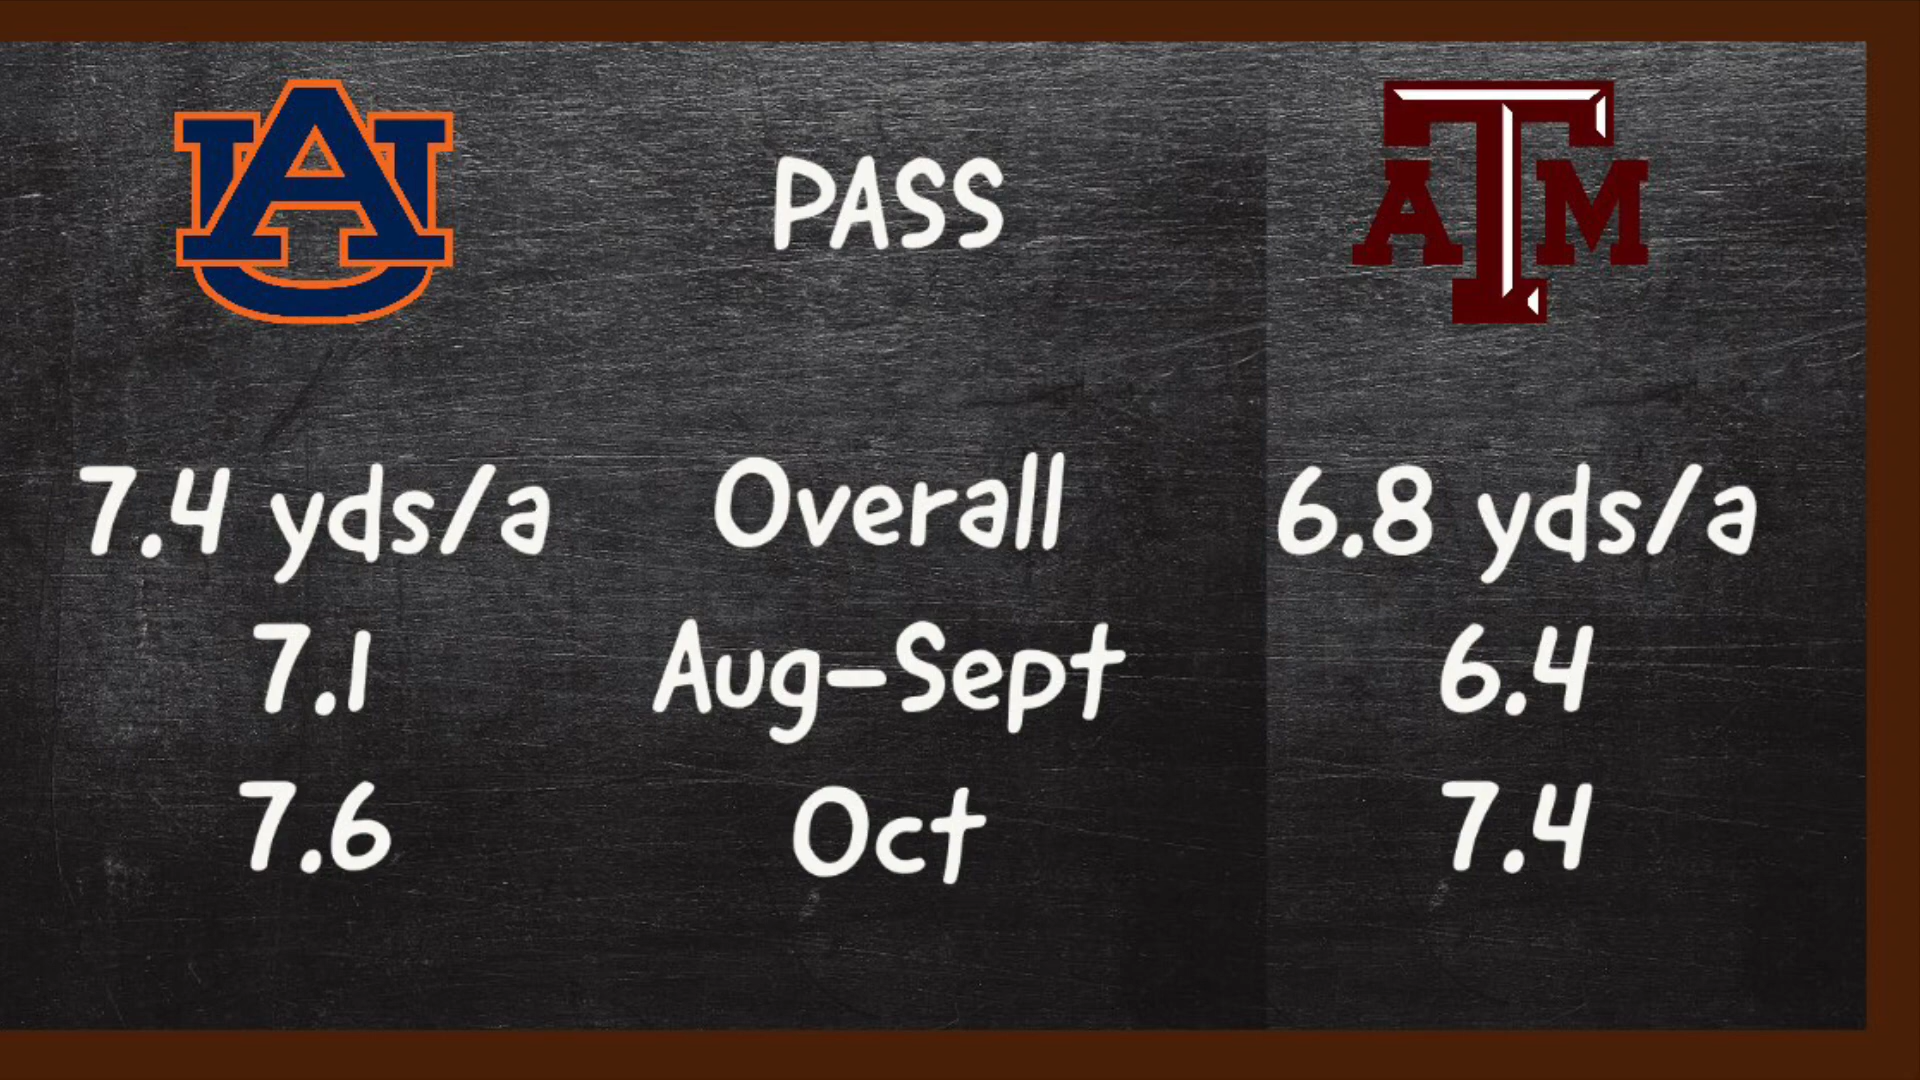 AU PASS ATM
7.4 yds/a Overall 6.8 yds/a
7.1 Aug-Sept 6.4
7.6 Oct 7.4